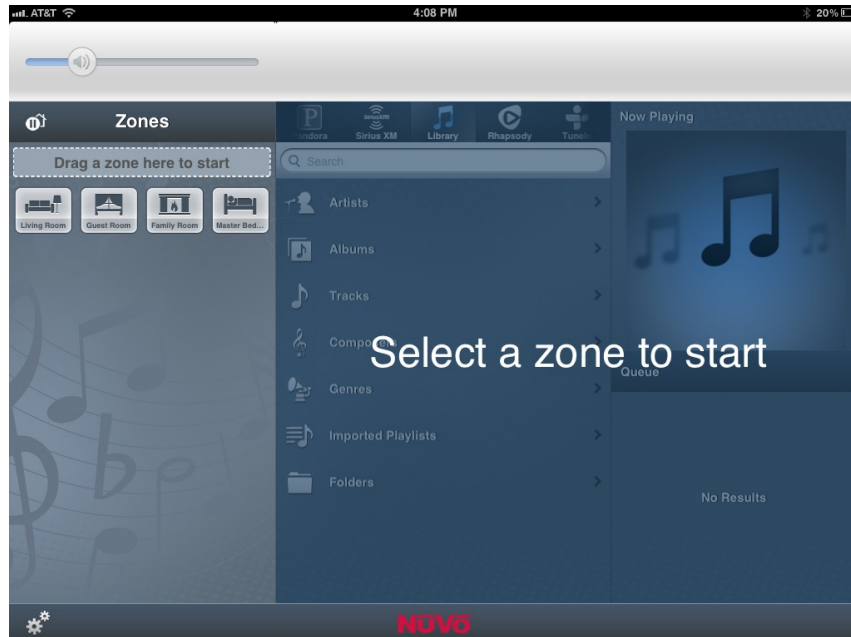 AT&T
4:08 PM
20%
Zones
Drag a zone here to start
Living Room
Guest Room
Family Room
Master Bed...
Sirius XM
Library
Rhapsody
Search
Artists
Albums
Tracks
Composers
Genres
Imported Playlists
Folders
Select a zone to start
Now Playing
Queue
No Results
NUVO